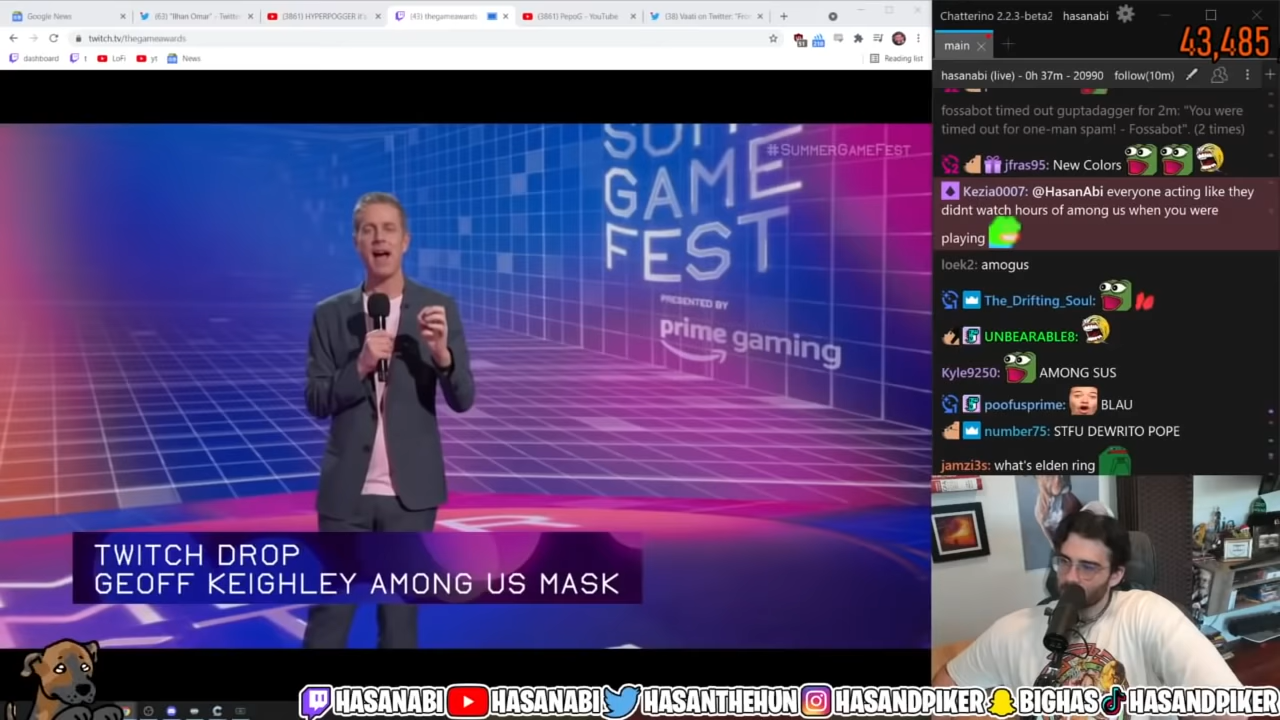 Google News
(63) "Ilhan Omar" - Twitte
(3861) HYPERPOGGER it's
(43) thegameawards
(3861) PepoG - YouTube
(38) Vaati on Twitter: "Fro
twitch.tv/thegameawards
dashboard
t
LoFi
yt
News
Reading list
#SUMMERGAMEFEST
GAME
FEST
PRESENTED BY
prime gaming
TWITCH DROP
GEOFF KEIGHLEY AMONG US MASK
Chatterino 2.2.3-beta2
hasanabi
43,485
main
hasanabi (live) - 0h 37m - 20990
follow(10m)
fossabot timed out guptadagger for 2m: "You were
timed out for one-man spam! - Fossabot". (2 times)
jfras95: New Colors
Kezia0007: @HasanAbi everyone acting like they
didnt watch hours of among us when you were
playing
loek2: amogus
The_Drifting_Soul:
UNBEARABLE8:
Kyle9250: AMONG SUS
poofusprime: BLAU
number75: STFU DEWRITO POPE
jamzi3s: what's elden ring
HASANABI
HASANABI
HASANTHEHUN
HASANDPIKER
BIGHAS
HASANDPIKER